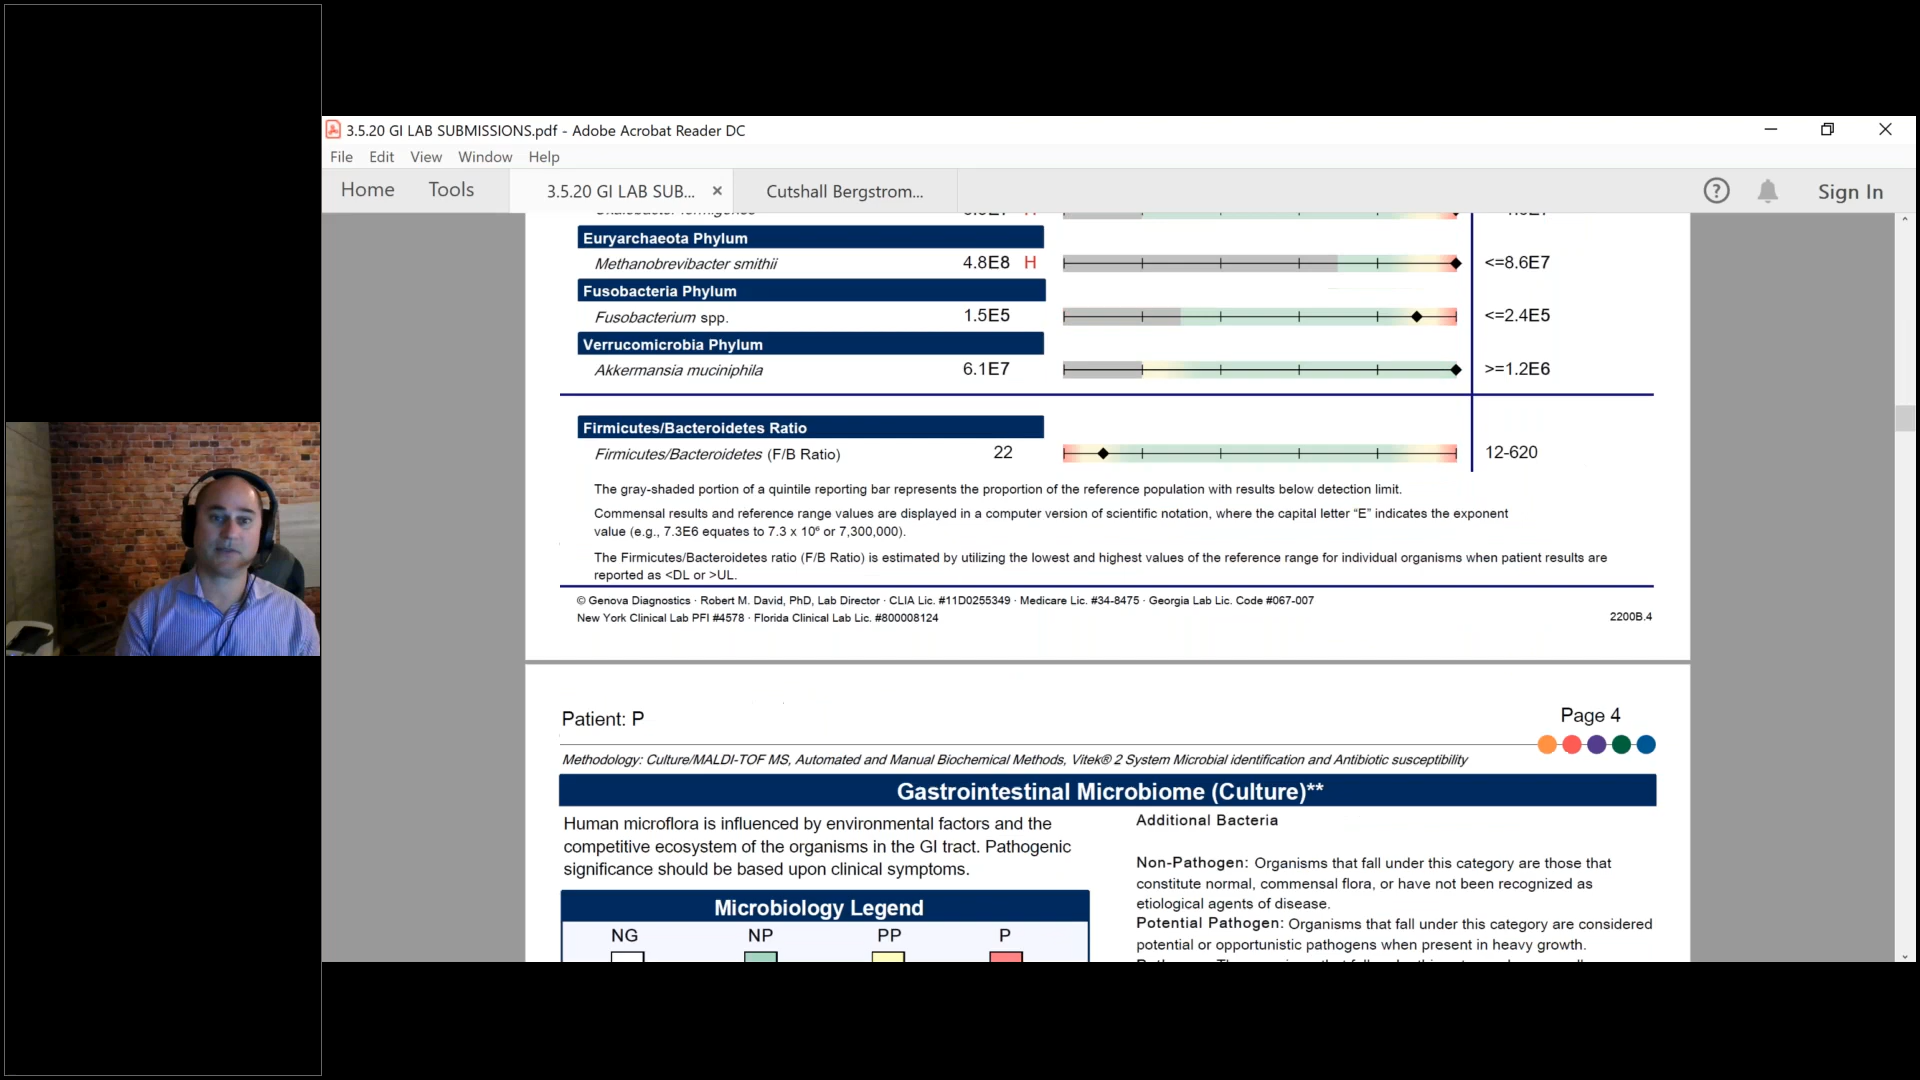 3.5.20 GI LAB SUBMISSIONS.pdf - Adobe Acrobat Reader DC
File Edit View Window Help
Home Tools 3.5.20 GI LAB SUB... × Cutshall Bergstrom... ? Sign In
Euryarchaeota Phylum
Methanobrevibacter smithii 4.8E8 H <=8.6E7
Fusobacteria Phylum
Fusobacterium spp. 1.5E5 <=2.4E5
Verrucomicrobia Phylum
Akkermansia muciniphila 6.1E7 >=1.2E6
Firmicutes/Bacteroidetes Ratio
Firmicutes/Bacteroidetes (F/B Ratio) 22 12-620
The gray-shaded portion of a quintile reporting bar represents the proportion of the reference population with results below detection limit.
Commensal results and reference range values are displayed in a computer version of scientific notation, where the capital letter “E” indicates the exponent
value (e.g., 7.3E6 equates to 7.3 x 10⁶ or 7,300,000).
The Firmicutes/Bacteroidetes ratio (F/B Ratio) is estimated by utilizing the lowest and highest values of the reference range for individual organisms when patient results are
reported as <DL or >UL.
© Genova Diagnostics · Robert M. David, PhD, Lab Director · CLIA Lic. #11D0255349 · Medicare Lic. #34-8475 · Georgia Lab Lic. Code #067-007
New York Clinical Lab PFI #4578 · Florida Clinical Lab Lic. #800008124
2200B.4
Patient: P
Page 4
Methodology: Culture/MALDI-TOF MS, Automated and Manual Biochemical Methods, Vitek® 2 System Microbial identification and Antibiotic susceptibility
Gastrointestinal Microbiome (Culture)**
Human microflora is influenced by environmental factors and the
competitive ecosystem of the organisms in the GI tract. Pathogenic
significance should be based upon clinical symptoms.
Microbiology Legend
NG NP PP P
Additional Bacteria
Non-Pathogen: Organisms that fall under this category are those that
constitute normal, commensal flora, or have not been recognized as
etiological agents of disease.
Potential Pathogen: Organisms that fall under this category are considered
potential or opportunistic pathogens when present in heavy growth.